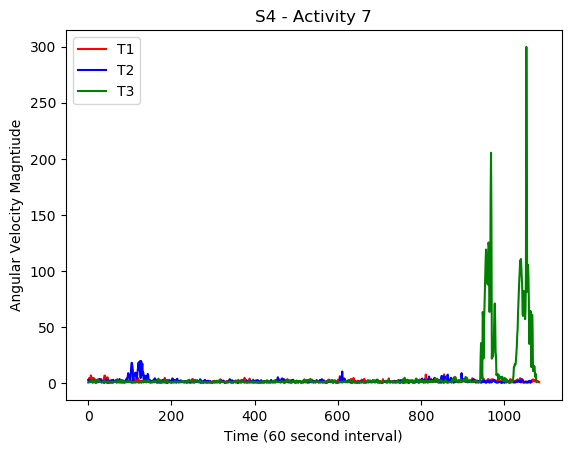 S4 - Activity 7
T1
T2
T3
300
250
200
150
100
50
0
Angular Velocity Magntiude
0 200 400 600 800 1000
Time (60 second interval)